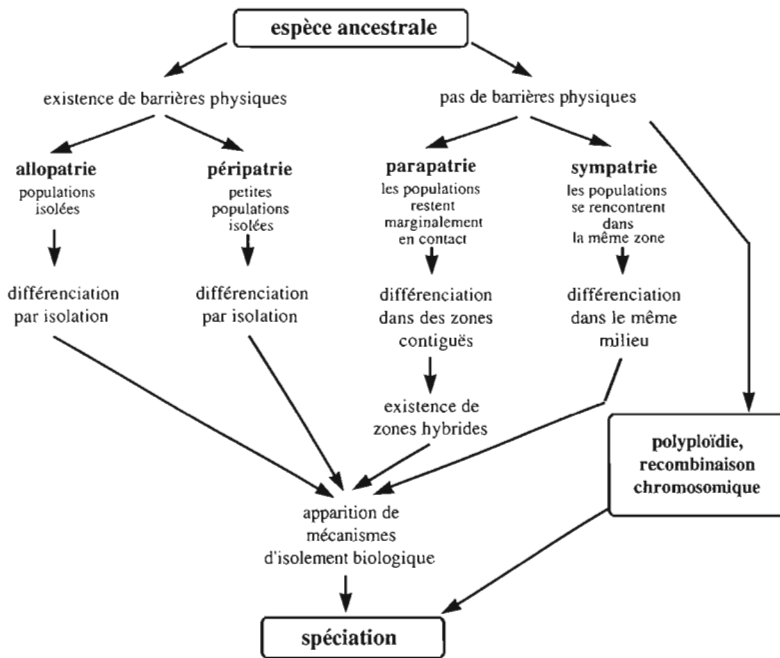 espèce ancestrale
existence de barrières physiques
pas de barrières physiques
allopatrie
populations
isolées
péripatrie
petites
populations
isolées
parapatrie
les populations
restent
marginalement
en contact
sympatrie
les populations
se rencontrent
dans
la même zone
différenciation
par isolation
différenciation
par isolation
différenciation
dans des zones
contiguës
différenciation
dans le même
milieu
existence de
zones hybrides
polyploïdie,
recombinaison
chromosomique
apparition de
mécanismes
d'isolement biologique
spéciation